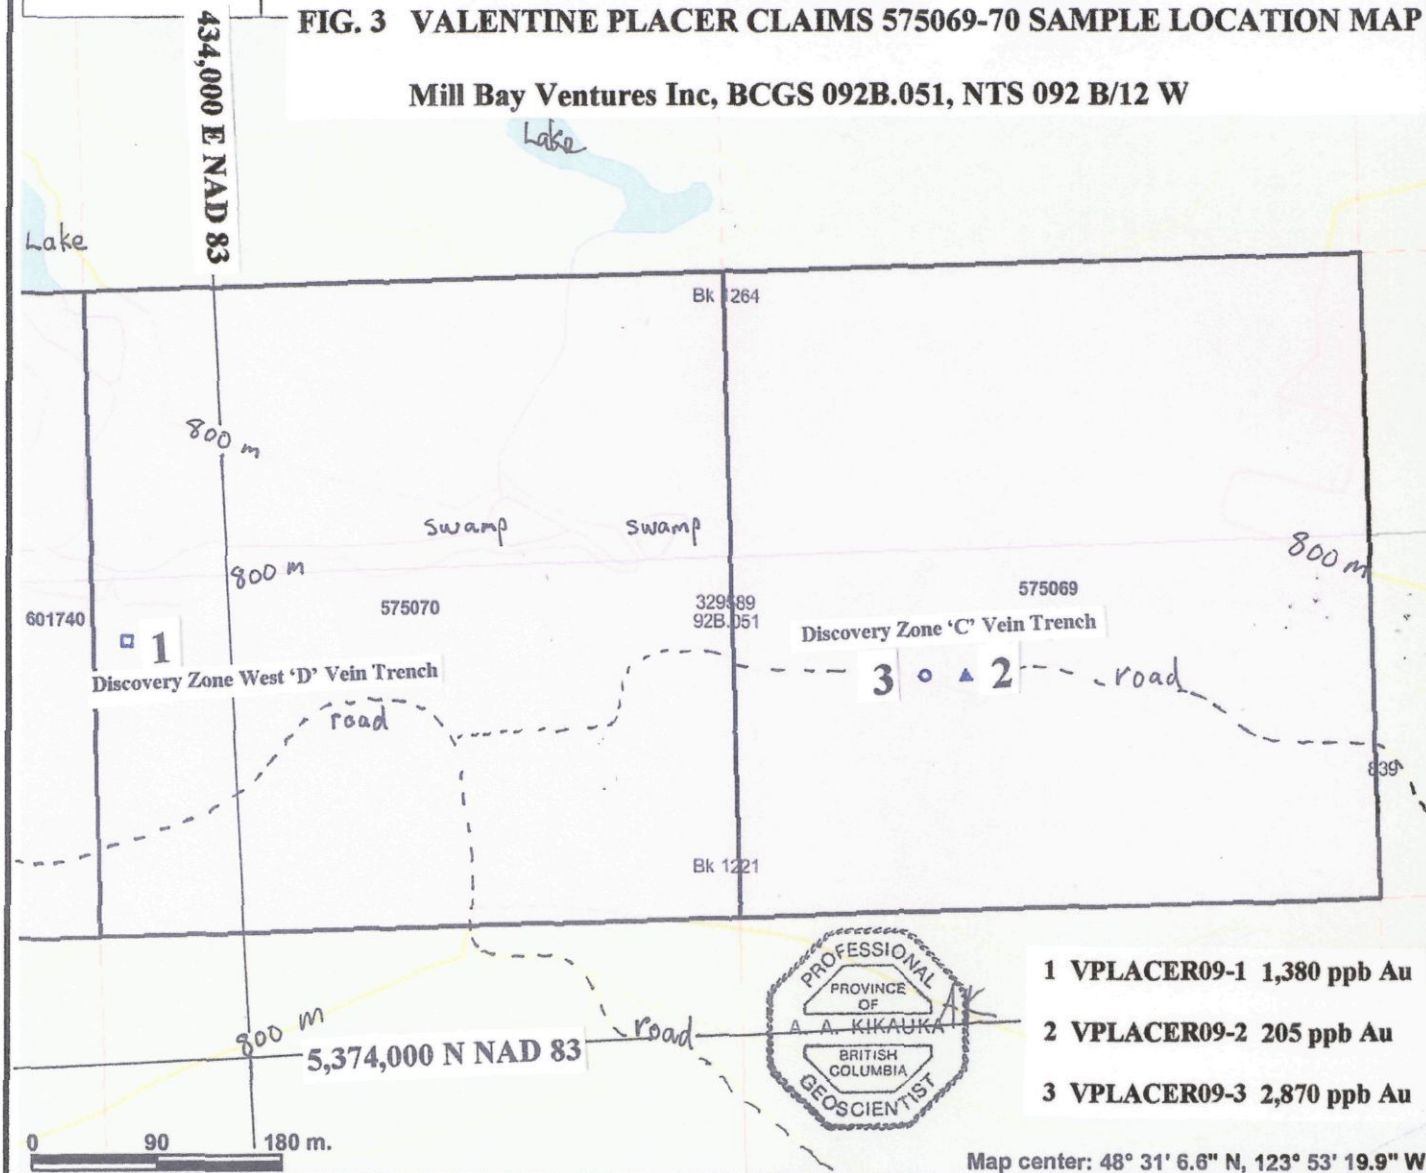 FIG. 3 VALENTINE PLACER CLAIMS 575069-70 SAMPLE LOCATION MAP
Mill Bay Ventures Inc, BCGS 092B.051, NTS 092 B/12 W
434,000 E NAD 83
Lake
Lake
Bk 1264
800 m
swamp
swamp
800 m
800 m
601740
575070
329589
92B.051
575069
1
Discovery Zone West ‘D’ Vein Trench
Discovery Zone ‘C’ Vein Trench
3
2
road
road
839
Bk 1221
800 m
5,374,000 N NAD 83
road
PROFESSIONAL
PROVINCE
OF
A. A. KIKAUKA
BRITISH
COLUMBIA
GEOSCIENTIST
1 VPLACER09-1 1,380 ppb Au
2 VPLACER09-2 205 ppb Au
3 VPLACER09-3 2,870 ppb Au
0 90 180 m.
Map center: 48° 31' 6.6" N, 123° 53' 19.9" W